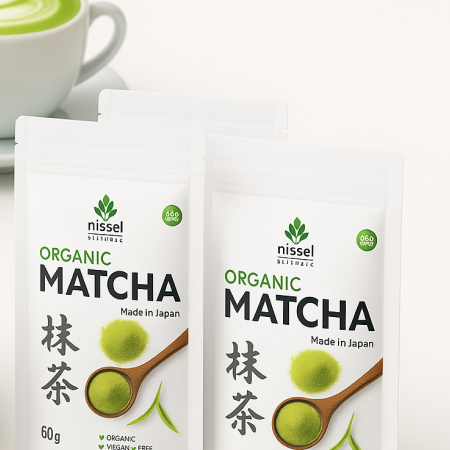 nissel
ORGANIC
MATCHA
Made in Japan
抹茶
60g
ORGANIC
VEGAN FREE
nissel
ORGANIC
MATCHA
Made in Japan
抹茶